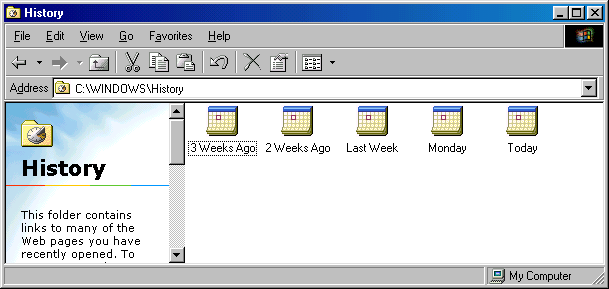 History
File Edit View Go Favorites Help
Address C:\WINDOWS\History
3 Weeks Ago 2 Weeks Ago Last Week Monday Today
History
This folder contains
links to many of the
Web pages you have
recently opened. To
My Computer